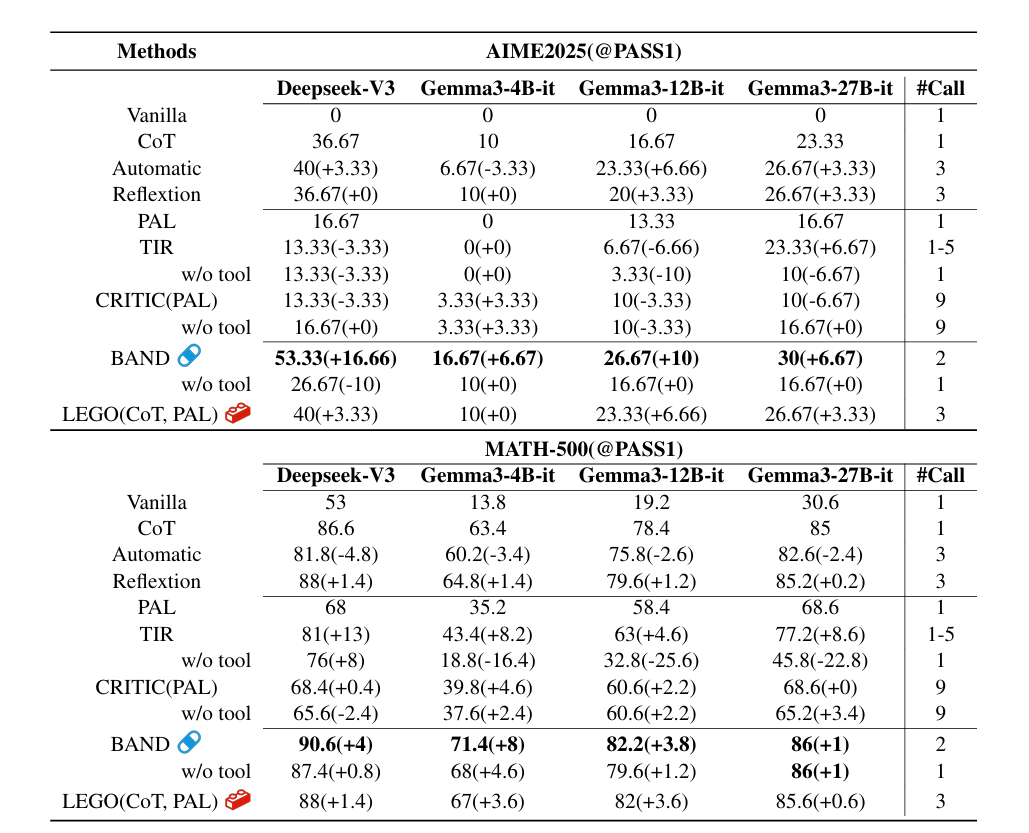 Methods AIME2025(@PASS1)
Deepseek-V3 Gemma3-4B-it Gemma3-12B-it Gemma3-27B-it #Call
Vanilla 0 0 0 0 1
CoT 36.67 10 16.67 23.33 1
Automatic 40(+3.33) 6.67(-3.33) 23.33(+6.66) 26.67(+3.33) 3
Reflextion 36.67(+0) 10(+0) 20(+3.33) 26.67(+3.33) 3
PAL 16.67 0 13.33 16.67 1
TIR 13.33(-3.33) 0(+0) 6.67(-6.66) 23.33(+6.67) 1-5
w/o tool 13.33(-3.33) 0(+0) 3.33(-10) 10(-6.67) 1
CRITIC(PAL) 13.33(-3.33) 3.33(+3.33) 10(-3.33) 10(-6.67) 9
w/o tool 16.67(+0) 3.33(+3.33) 10(-3.33) 16.67(+0) 9
BAND 53.33(+16.66) 16.67(+6.67) 26.67(+10) 30(+6.67) 2
w/o tool 26.67(-10) 10(+0) 16.67(+0) 16.67(+0) 1
LEGO(CoT, PAL) 40(+3.33) 10(+0) 23.33(+6.66) 26.67(+3.33) 3
MATH-500(@PASS1)
Deepseek-V3 Gemma3-4B-it Gemma3-12B-it Gemma3-27B-it #Call
Vanilla 53 13.8 19.2 30.6 1
CoT 86.6 63.4 78.4 85 1
Automatic 81.8(-4.8) 60.2(-3.4) 75.8(-2.6) 82.6(-2.4) 3
Reflextion 88(+1.4) 64.8(+1.4) 79.6(+1.2) 85.2(+0.2) 3
PAL 68 35.2 58.4 68.6 1
TIR 81(+13) 43.4(+8.2) 63(+4.6) 77.2(+8.6) 1-5
w/o tool 76(+8) 18.8(-16.4) 32.8(-25.6) 45.8(-22.8) 1
CRITIC(PAL) 68.4(+0.4) 39.8(+4.6) 60.6(+2.2) 68.6(+0) 9
w/o tool 65.6(-2.4) 37.6(+2.4) 60.6(+2.2) 65.2(+3.4) 9
BAND 90.6(+4) 71.4(+8) 82.2(+3.8) 86(+1) 2
w/o tool 87.4(+0.8) 68(+4.6) 79.6(+1.2) 86(+1) 1
LEGO(CoT, PAL) 88(+1.4) 67(+3.6) 82(+3.6) 85.6(+0.6) 3